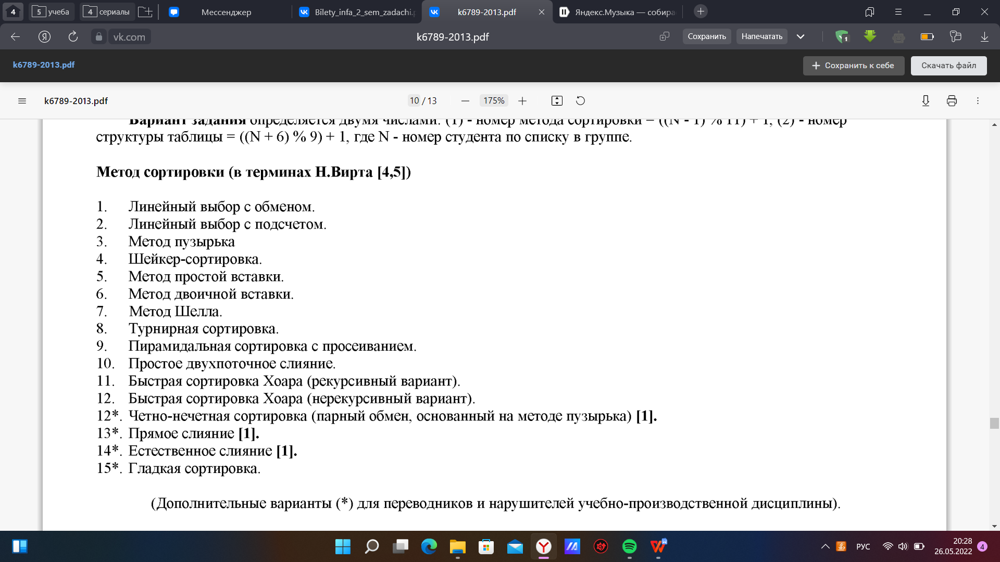 4
5 учеба
4 сериалы
Мессенджер
Bilety_infa_2_sem_zadachi.
k6789-2013.pdf
Яндекс.Музыка — собира
vk.com
k6789-2013.pdf
Сохранить
Напечатать
1
k6789-2013.pdf
Сохранить к себе
Скачать файл
k6789-2013.pdf
10 / 13
175%
Вариант задания определяется двумя числами: (1) - номер метода сортировки = ((N - 1) % 11) + 1, (2) - номер
структуры таблицы = ((N + 6) % 9) + 1, где N - номер студента по списку в группе.
Метод сортировки (в терминах Н.Вирта [4,5])
1. Линейный выбор с обменом.
2. Линейный выбор с подсчетом.
3. Метод пузырька
4. Шейкер-сортировка.
5. Метод простой вставки.
6. Метод двоичной вставки.
7. Метод Шелла.
8. Турнирная сортировка.
9. Пирамидальная сортировка с просеиванием.
10. Простое двухпоточное слияние.
11. Быстрая сортировка Хоара (рекурсивный вариант).
12. Быстрая сортировка Хоара (нерекурсивный вариант).
12*. Четно-нечетная сортировка (парный обмен, основанный на методе пузырька) [1].
13*. Прямое слияние [1].
14*. Естественное слияние [1].
15*. Гладкая сортировка.
(Дополнительные варианты (*) для переводников и нарушителей учебно-производственной дисциплины).
РУС
20:28
26.05.2022
4